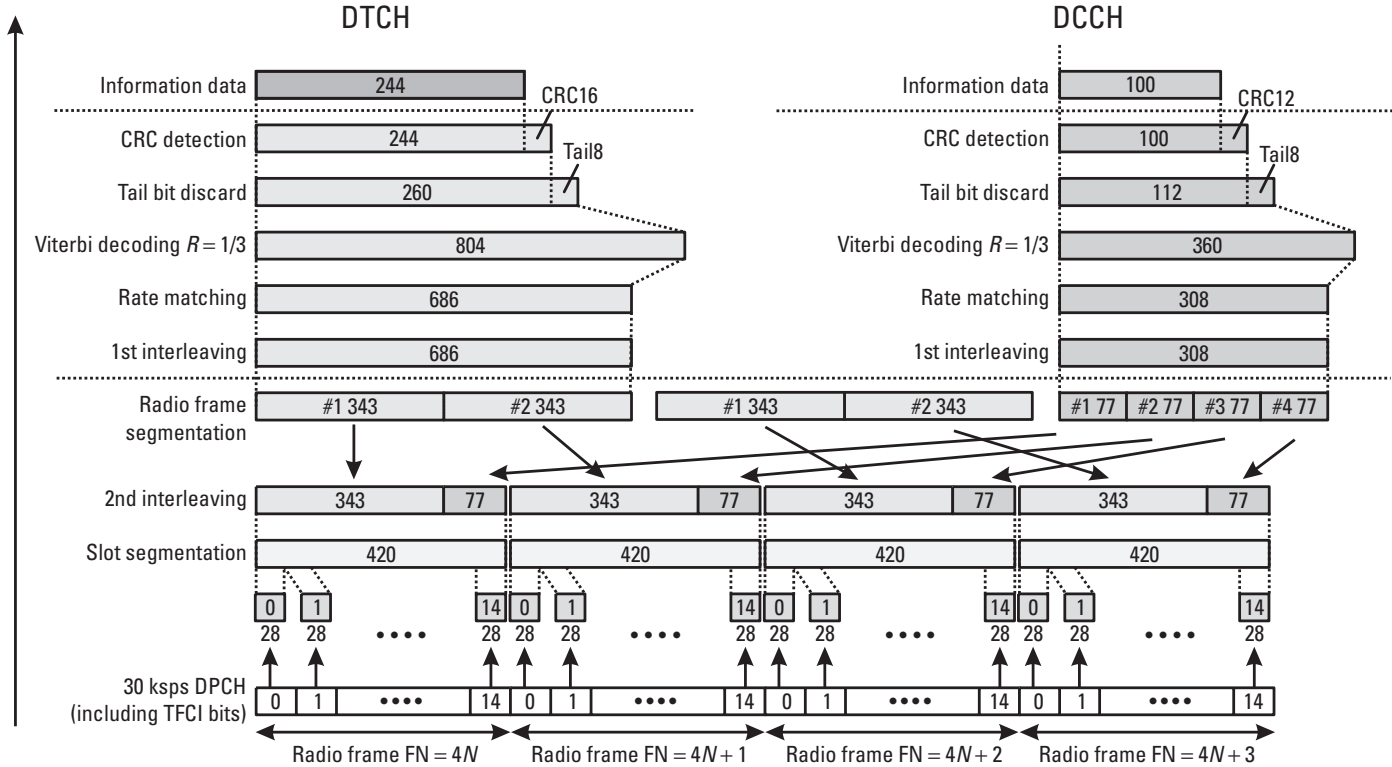 DTCH DCCH
Information data 244 Information data 100
CRC16 CRC12
CRC detection 244 CRC detection 100
Tail8 Tail8
Tail bit discard 260 Tail bit discard 112
Viterbi decoding R = 1/3 804 Viterbi decoding R = 1/3 360
Rate matching 686 Rate matching 308
1st interleaving 686 1st interleaving 308
Radio frame segmentation #1 343 #2 343 #1 343 #2 343 #1 77 #2 77 #3 77 #4 77
2nd interleaving 343 77 343 77 343 77 343 77
Slot segmentation 420 420 420 420
0 1 14 0 1 14 0 1 14 0 1 14
28 28 •••• 28 28 28 •••• 28 28 28 •••• 28 28 28 •••• 28
30 ksps DPCH
(including TFCI bits) 0 1 •••• 14 0 1 •••• 14 0 1 •••• 14 0 1 •••• 14
Radio frame FN = 4N Radio frame FN = 4N + 1 Radio frame FN = 4N + 2 Radio frame FN = 4N + 3